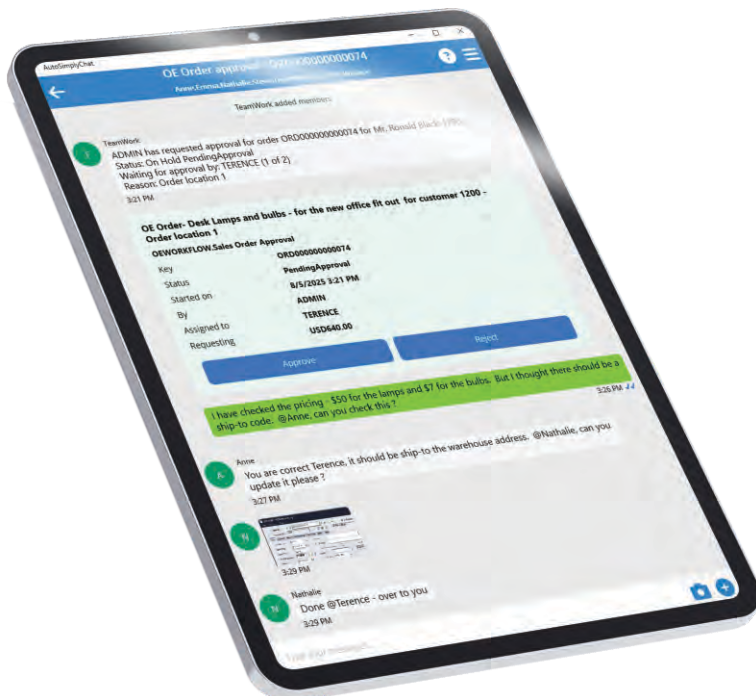 AutoSimplyChat
OE Order approval - ORD000000000074
TeamWork added members
TeamWork
ADMIN has requested approval for order ORD000000000074 for Mr. Ronald Black
Status: On Hold PendingApproval
Waiting for approval by: TERENCE (1 of 2)
Reason: Order location 1
3:21 PM
OE Order- Desk Lamps and bulbs - for the new office fit out for customer 1200 -
Order location 1
OEWORKFLOW.Sales Order Approval
Key ORD000000000074
Status PendingApproval
Started on 8/5/2025 3:21 PM
By ADMIN
Assigned to TERENCE
Requesting USD640.00
Approve Reject
I have checked the pricing - $50 for the lamps and $7 for the bulbs. But I thought there should be a
ship-to code. @Anne, can you check this ?
3:26 PM
Anne
A
You are correct Terence, it should be ship-to the warehouse address. @Nathalie, can you
update it please ?
3:27 PM
N
3:29 PM
Nathalie
N
Done @Terence - over to you
3:29 PM
Type your message...